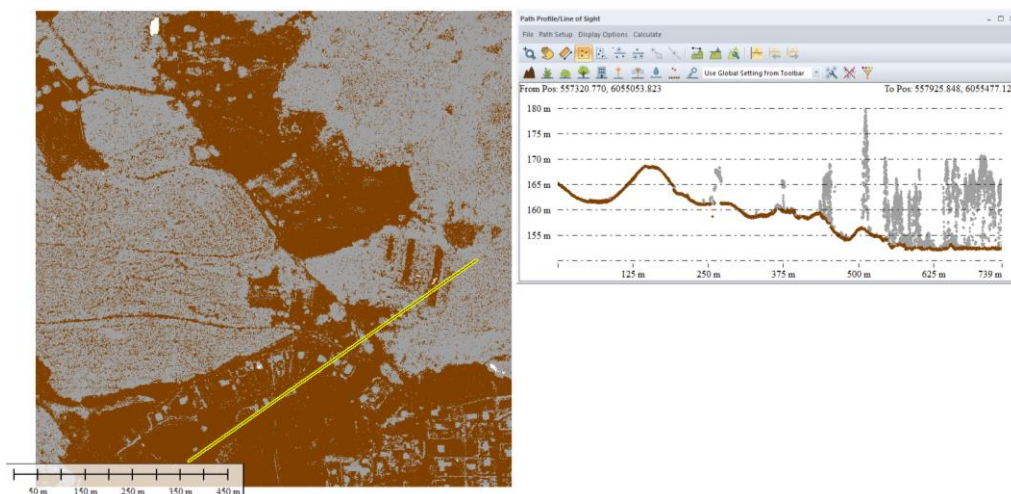 Path Profile/Line of Sight
File Path Setup Display Options Calculate
Use Global Setting from Toolbar
From Pos: 557320.770, 6055053.823 To Pos: 557925.848, 6055477.12
180 m
175 m
170 m
165 m
160 m
155 m
125 m 250 m 375 m 500 m 625 m 739 m
50 m 150 m 250 m 350 m 450 m